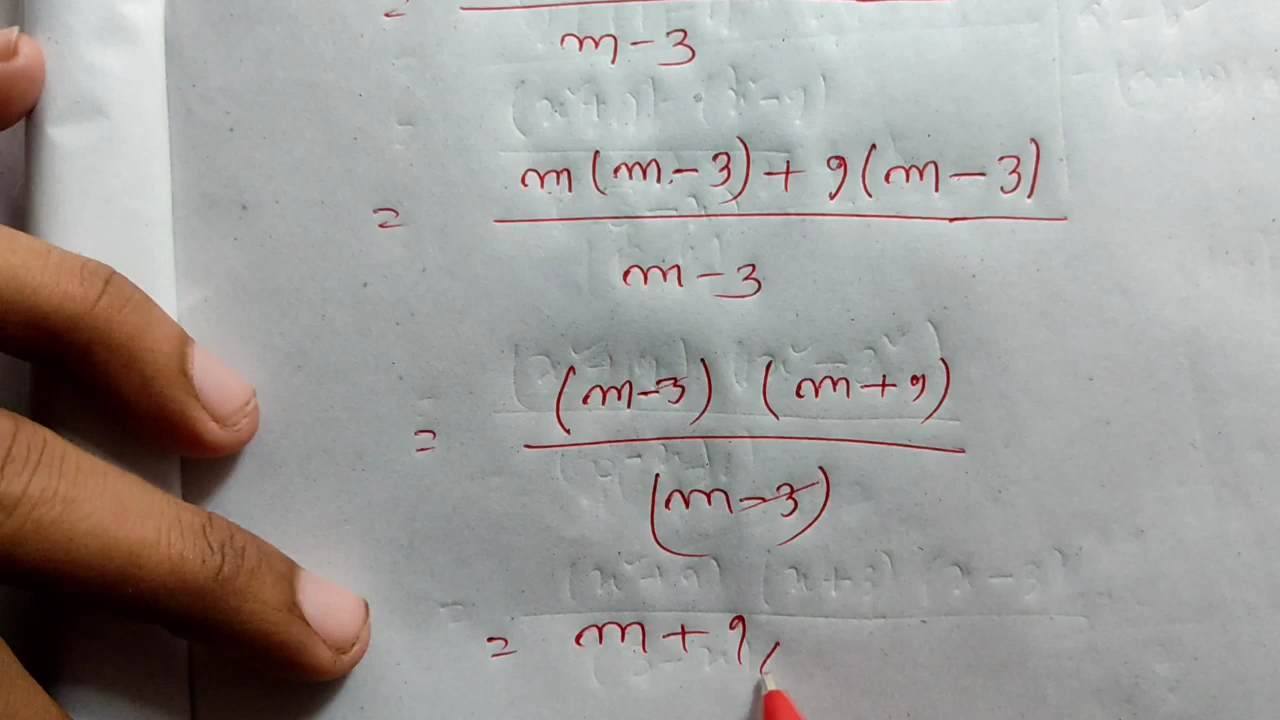 =
m-3
m(m-3)+9(m-3)
=
m-3
(m-3) (m+9)
=
(m-3)
= m+9,